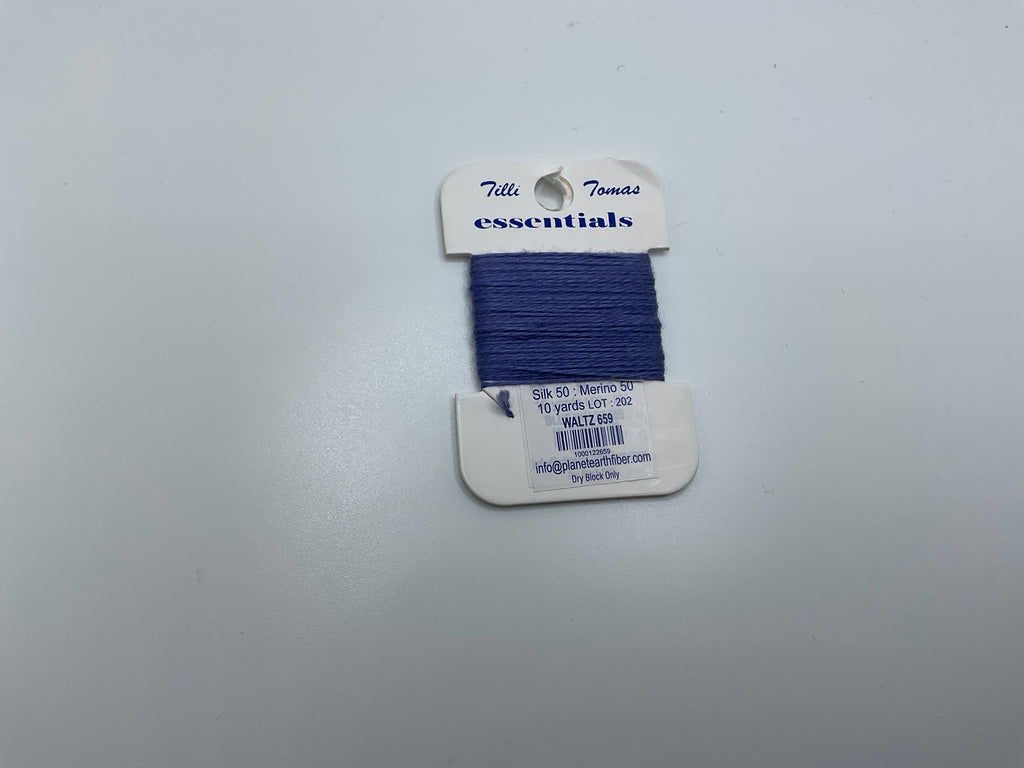 Tilli Tomas
essentials
Silk 50 : Merino 50
10 yards LOT : 202
WALTZ 659
1000122659
info@planetearthfiber.com
Dry Block Only